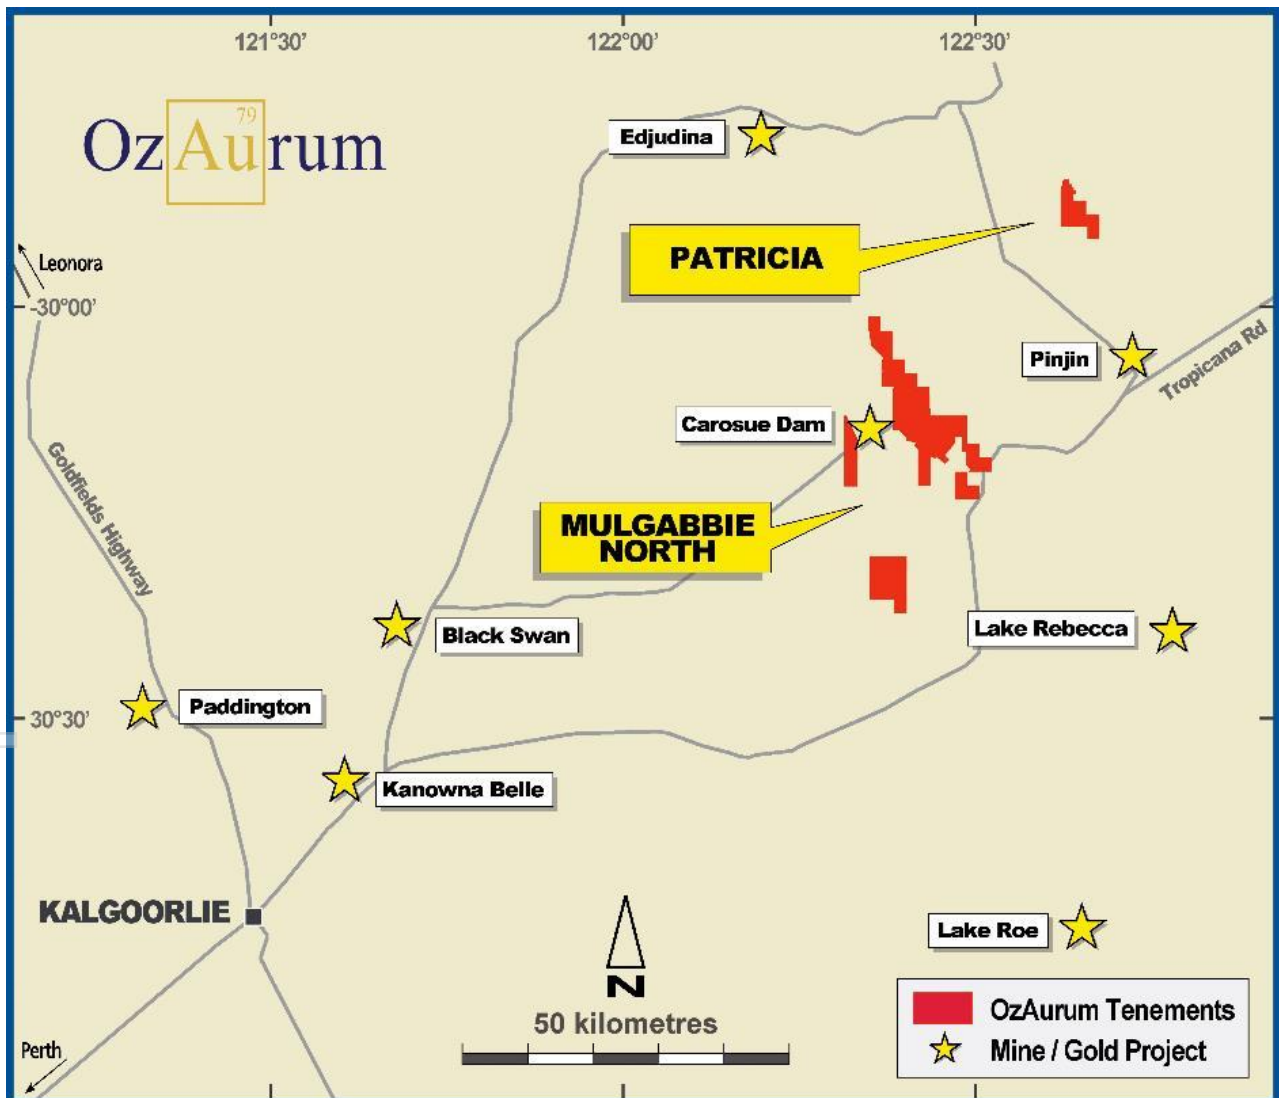 121°30'
122°00'
122°30'
79
OzAurum
Edjudina
PATRICIA
Leonora
-30°00'
Pinjin
Tropicana Rd
Carosue Dam
Goldfields Highway
MULGABBIE
NORTH
Black Swan
Lake Rebecca
Paddington
30°30'
Kanowna Belle
KALGOORLIE
Lake Roe
N
50 kilometres
OzAurum Tenements
Mine / Gold Project
Perth